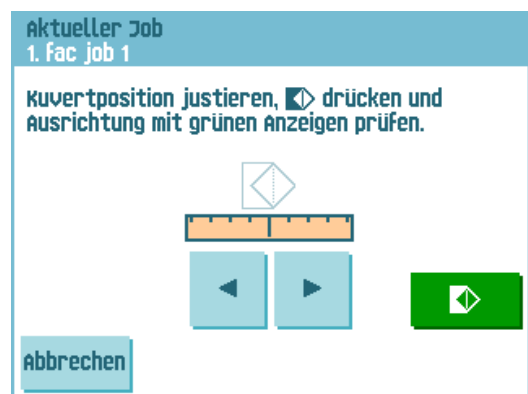 Aktueller Job
1. Fac job 1
Kuvertposition justieren, drücken und
Ausrichtung mit grünen Anzeigen prüfen.
Abbrechen